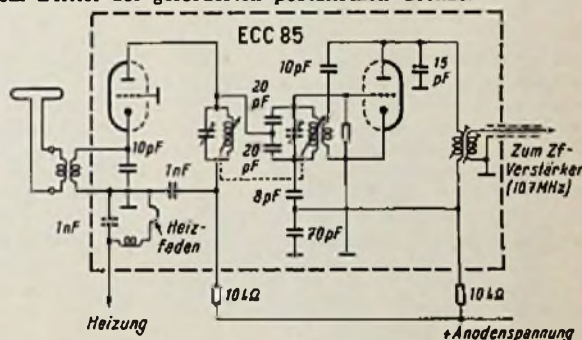 ECC 85
10pF
15
pF
20
pF
20
pF
10pF
1nF
8pF
1nF
Heiz-
faden
70pF
Zum ZF-
Verstärker
(10.7MHz)
10kΩ
10kΩ
Heizung
+Anodenspannung